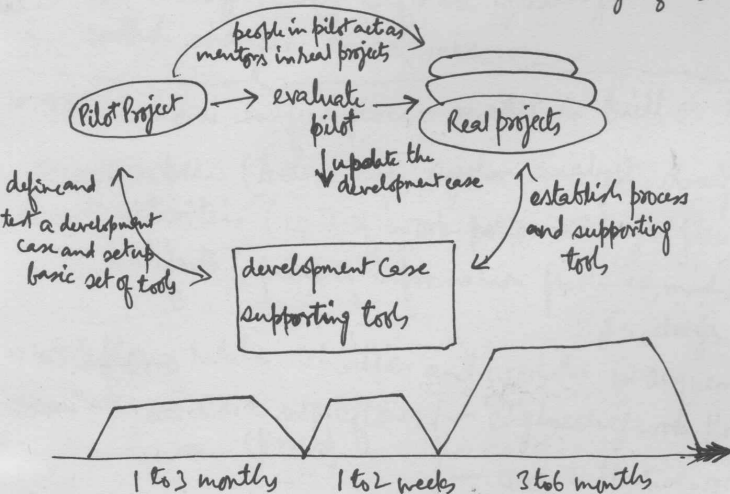 people in pilot act as
mentors in real projects
Pilot Project
evaluate
pilot
Real projects
update the
development case
define and
test a development
case and setup
basic set of tools
establish process
and supporting
tools
development Case
supporting tools
1 to 3 months
1 to 2 weeks
3 to 6 months